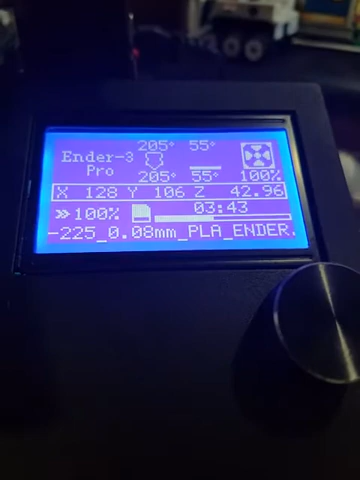 205° 55°
Ender-3
Pro
205° 55° 100%
X 128 Y 106 Z 42.96
>> 100% 03:43
-225_0.08mm_PLA_ENDER.